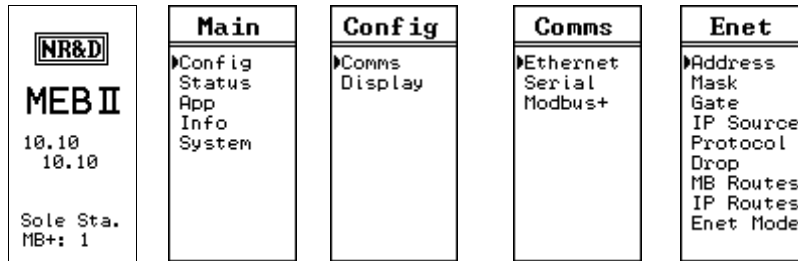 NR&D
MEB II
10.10
10.10
Sole Sta.
MB+: 1
Main
Config
Status
App
Info
System
Config
Comms
Display
Comms
Ethernet
Serial
Modbus+
Enet
Address
Mask
Gate
IP Source
Protocol
Drop
MB Routes
IP Routes
Enet Mode